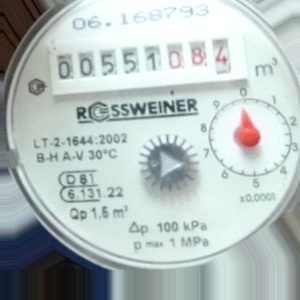 06.168793
00551084
m³
ROSSWEINER
LT-2-1644:2002
B-H A-V 30°C
D 81
6.131.22
Qp 1,5 m³
Δp 100 kPa
p max 1 MPa
0
1
2
3
4
5
6
7
8
9
x0,0001